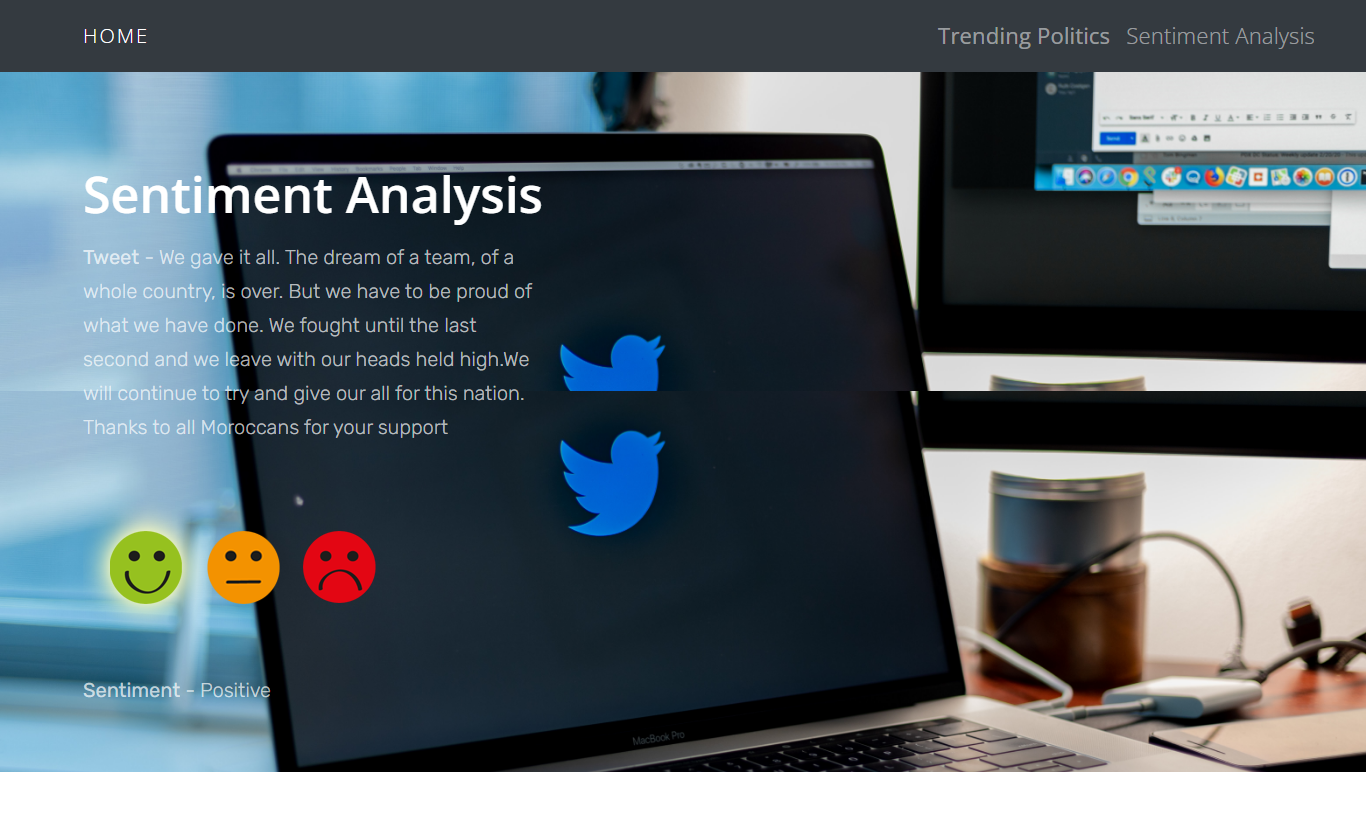 HOME
Trending Politics
Sentiment Analysis
Sentiment Analysis
Tweet - We gave it all. The dream of a team, of a
whole country, is over. But we have to be proud of
what we have done. We fought until the last
second and we leave with our heads held high.We
will continue to try and give our all for this nation.
Thanks to all Moroccans for your support
Sentiment - Positive
MacBook Pro